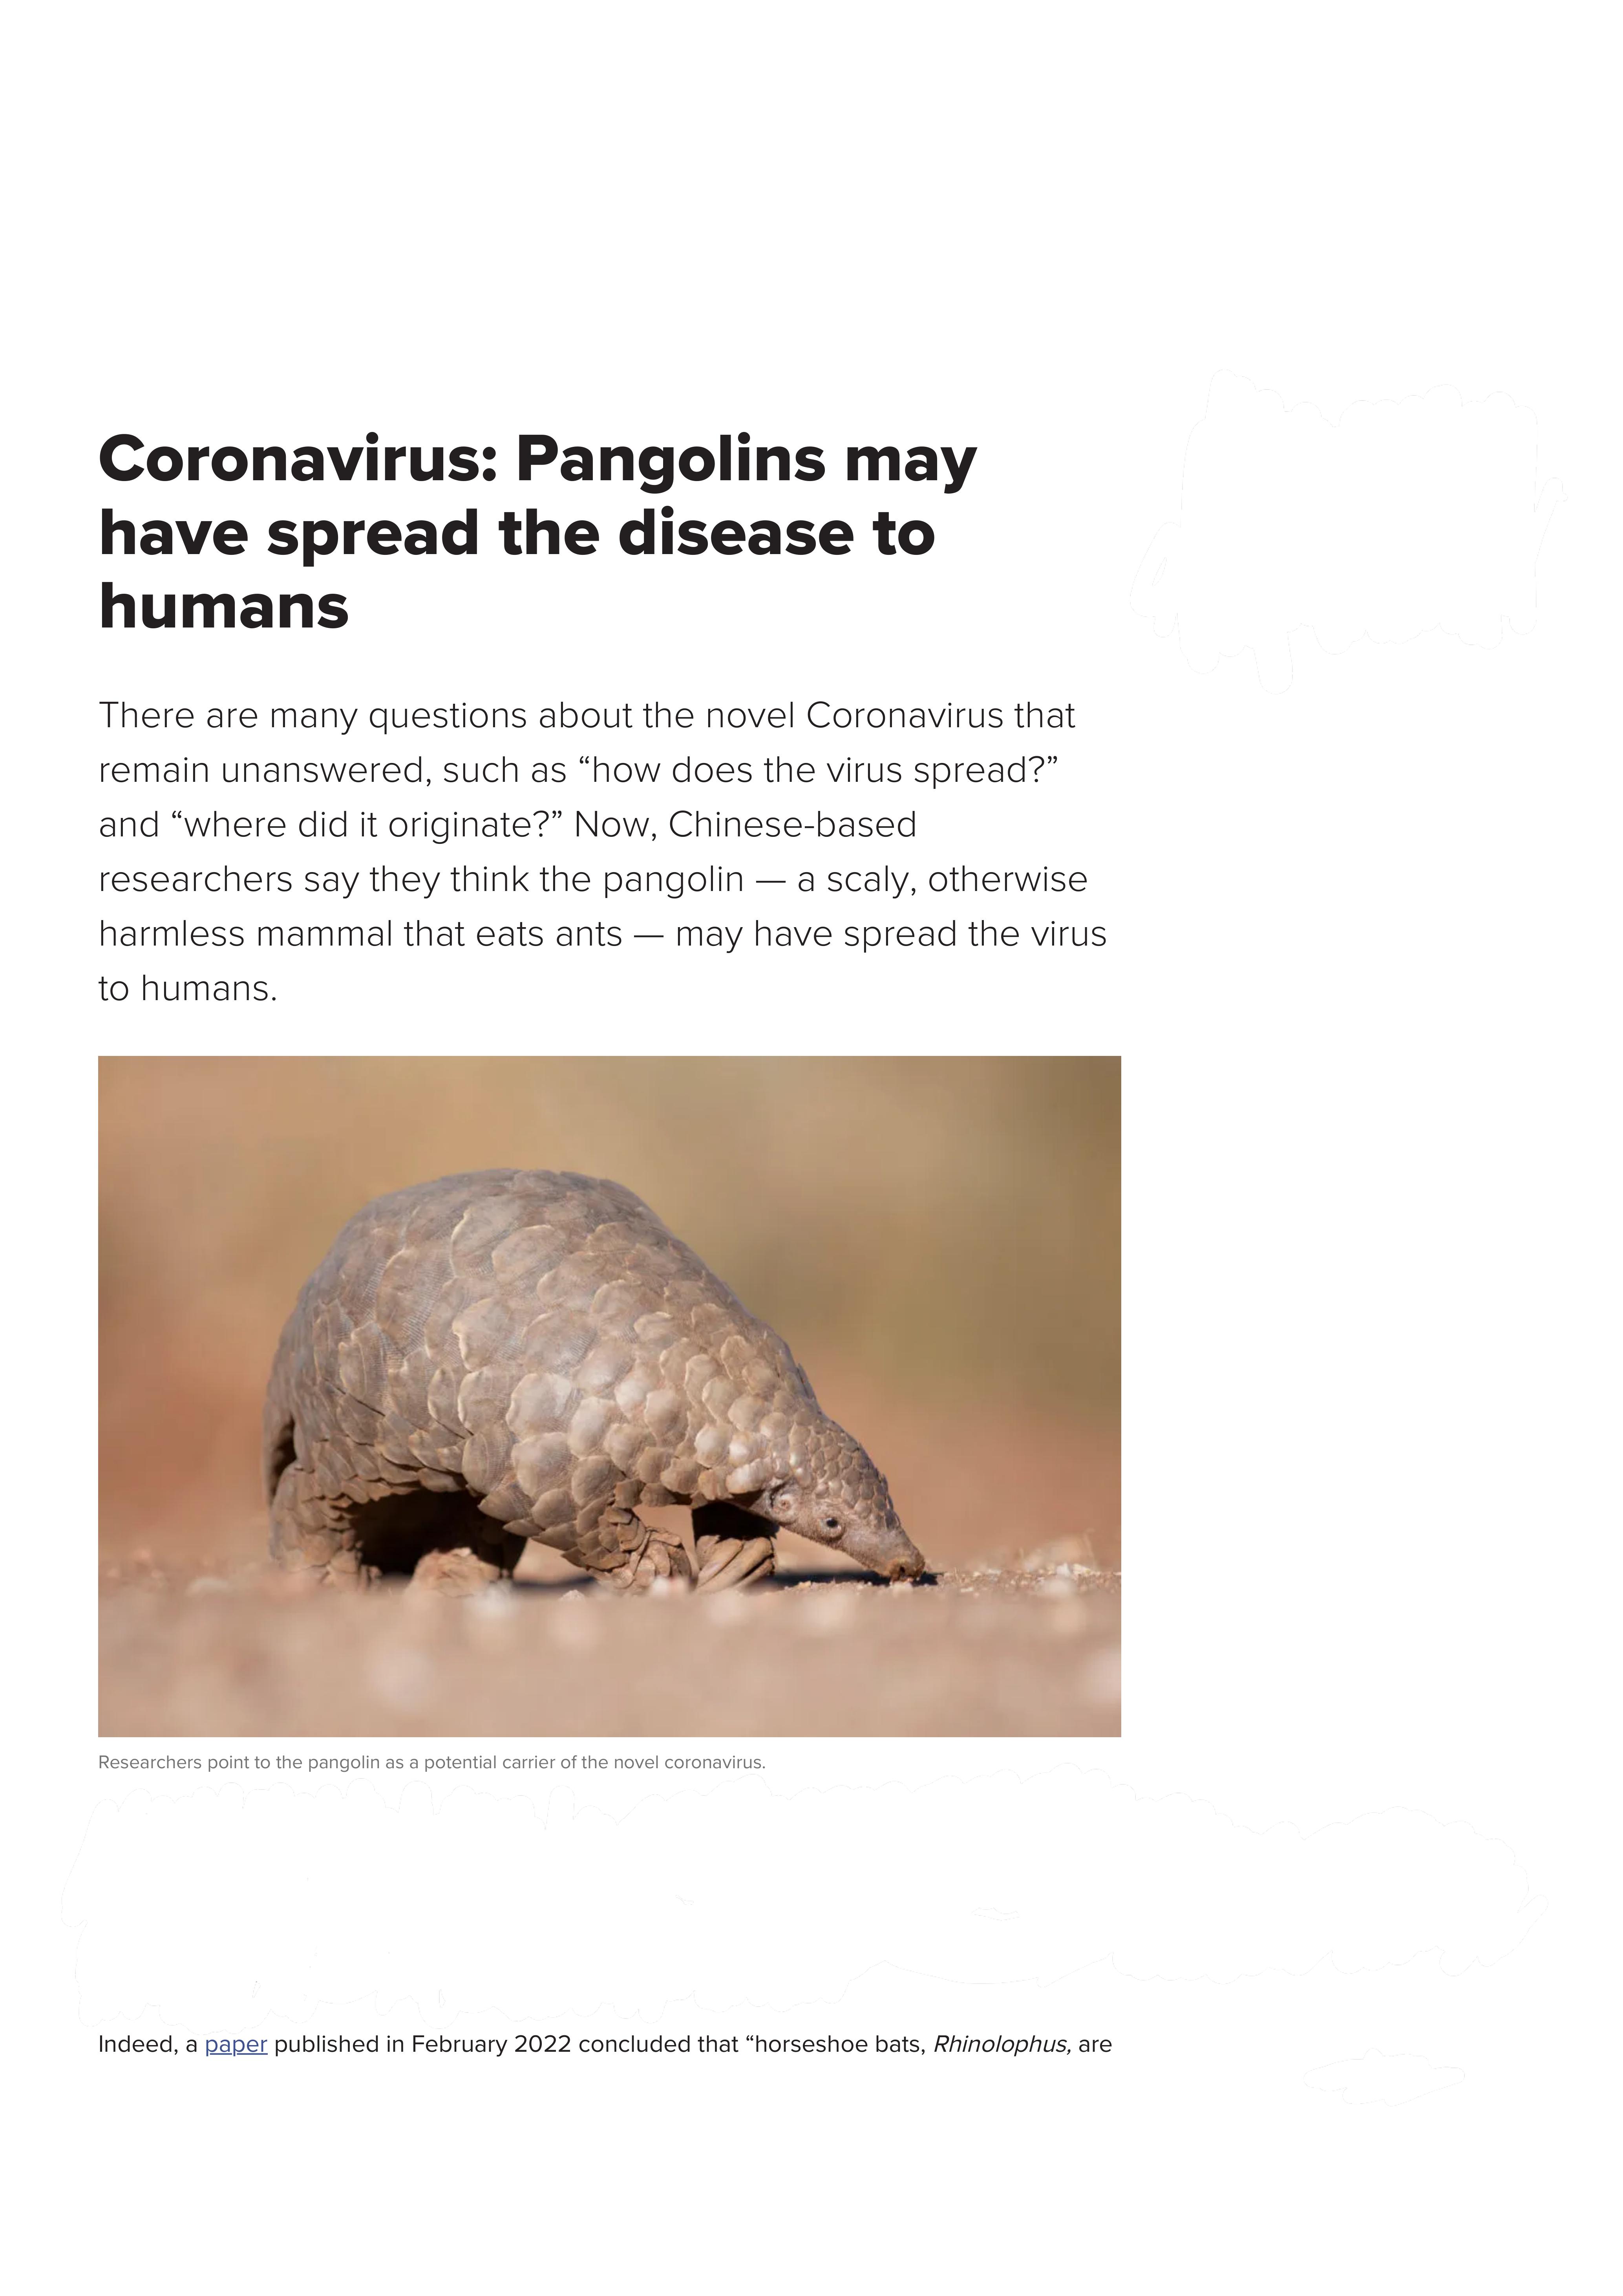 Coronavirus: Pangolins may
have spread the disease to
humans
There are many questions about the novel Coronavirus that
remain unanswered, such as “how does the virus spread?”
and “where did it originate?” Now, Chinese-based
researchers say they think the pangolin — a scaly, otherwise
harmless mammal that eats ants — may have spread the virus
to humans.
Researchers point to the pangolin as a potential carrier of the novel coronavirus.
Indeed, a paper published in February 2022 concluded that “horseshoe bats, Rhinolophus, are